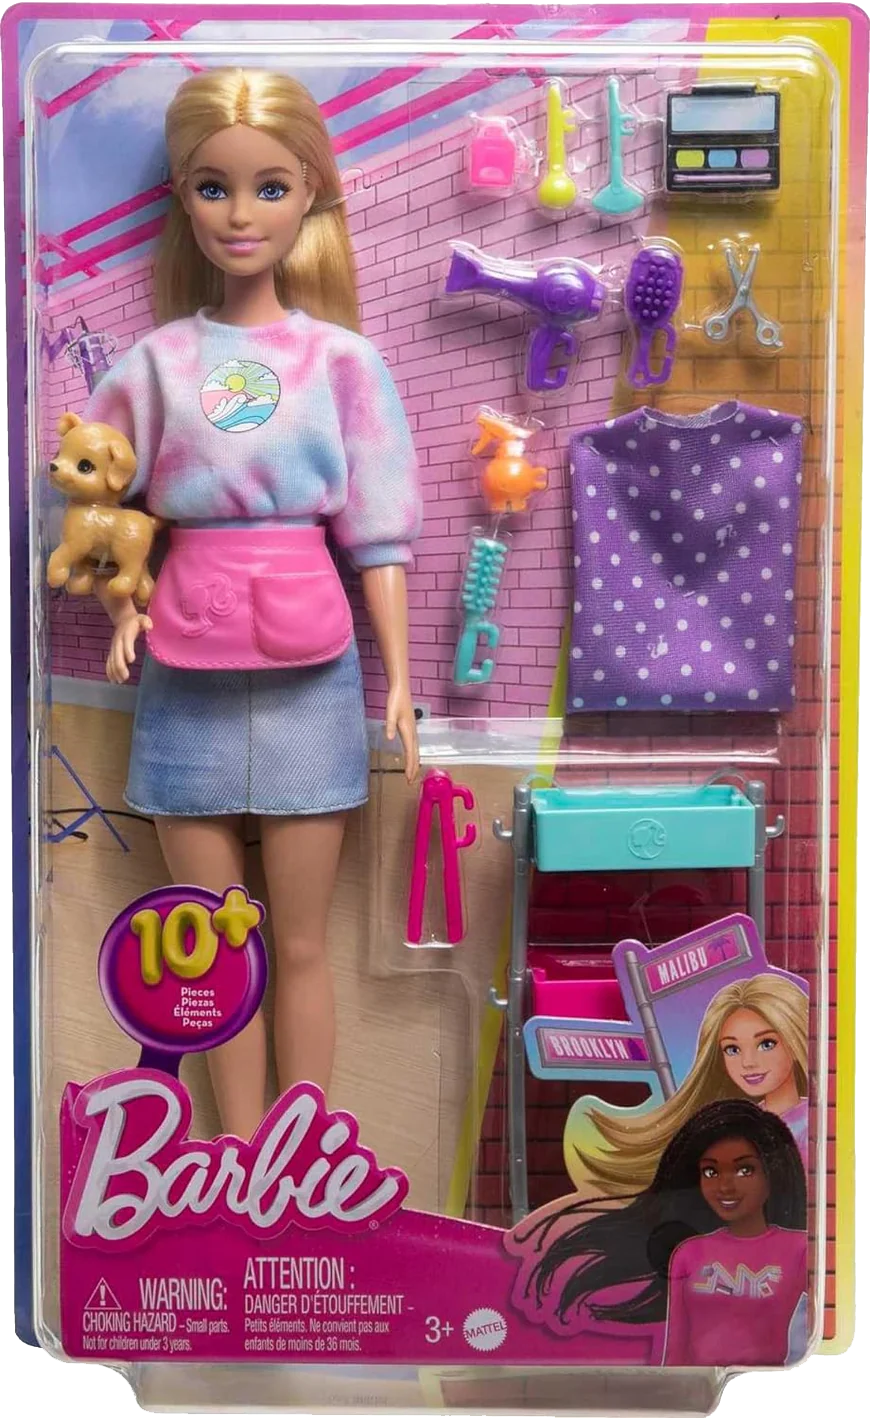 10+
Pieces
Piezas
Éléments
Peças
MALIBU
BROOKLYN
Barbie®
WARNING:
CHOKING HAZARD – Small parts.
Not for children under 3 years.
ATTENTION :
DANGER D'ÉTOUFFEMENT –
Petits éléments. Ne convient pas aux
enfants de moins de 36 mois.
3+
MATTEL